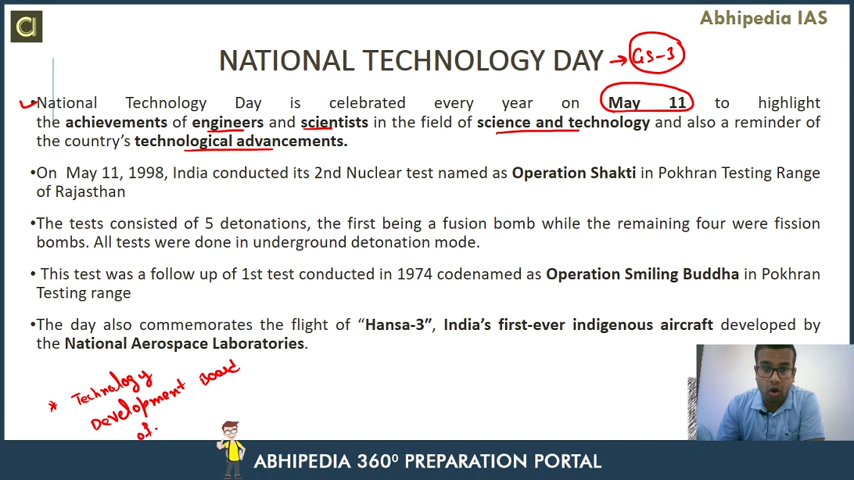 Abhipedia IAS
NATIONAL TECHNOLOGY DAY → GS-3
•National Technology Day is celebrated every year on May 11 to highlight
the achievements of engineers and scientists in the field of science and technology and also a reminder of
the country's technological advancements.
•On May 11, 1998, India conducted its 2nd Nuclear test named as Operation Shakti in Pokhran Testing Range
of Rajasthan
•The tests consisted of 5 detonations, the first being a fusion bomb while the remaining four were fission
bombs. All tests were done in underground detonation mode.
• This test was a follow up of 1st test conducted in 1974 codenamed as Operation Smiling Buddha in Pokhran
Testing range
•The day also commemorates the flight of “Hansa-3”, India's first-ever indigenous aircraft developed by
the National Aerospace Laboratories.
* Technology
Development Board
of.
ABHIPEDIA 360⁰ PREPARATION PORTAL